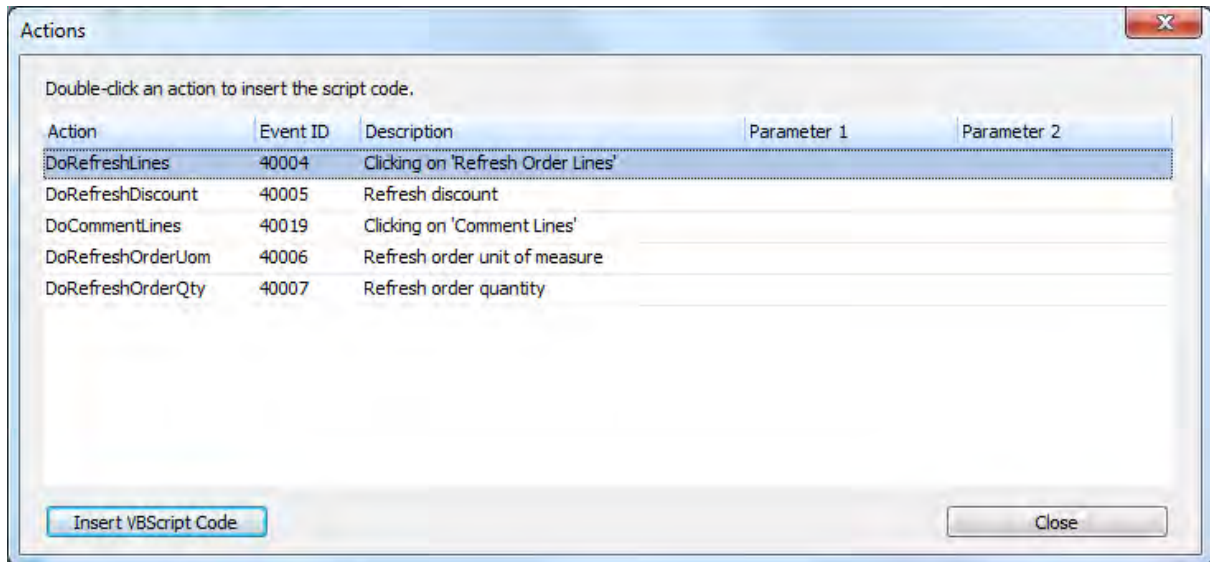 Actions
Double-click an action to insert the script code.
Action Event ID Description Parameter 1 Parameter 2
DoRefreshLines 40004 Clicking on 'Refresh Order Lines'
DoRefreshDiscount 40005 Refresh discount
DoCommentLines 40019 Clicking on 'Comment Lines'
DoRefreshOrderUom 40006 Refresh order unit of measure
DoRefreshOrderQty 40007 Refresh order quantity
Insert VBScript Code Close